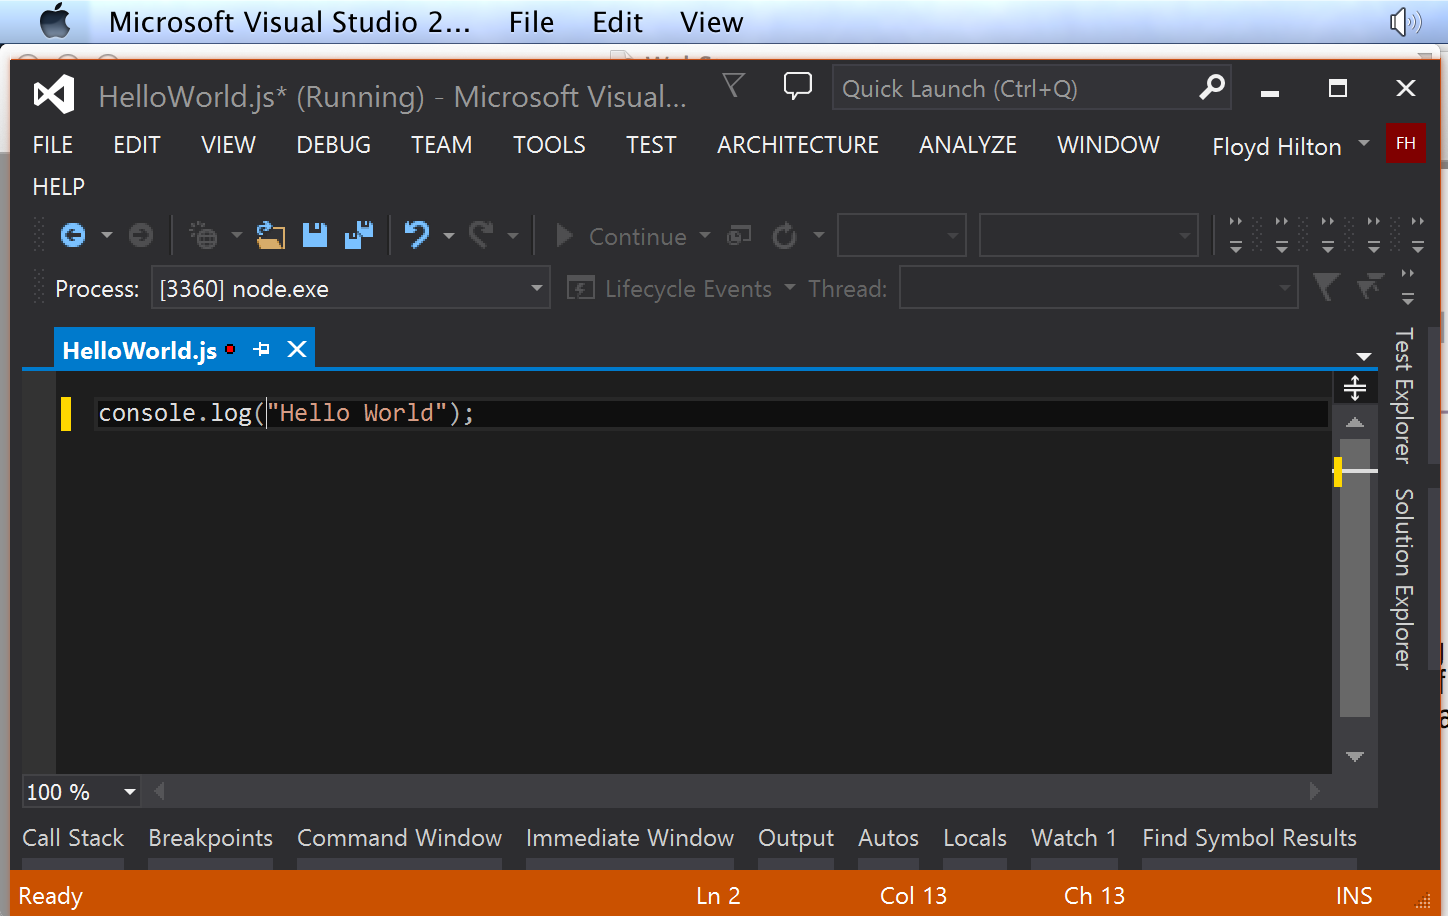 Microsoft Visual Studio 2... File Edit View
HelloWorld.js* (Running) - Microsoft Visual... Quick Launch (Ctrl+Q)
FILE EDIT VIEW DEBUG TEAM TOOLS TEST ARCHITECTURE ANALYZE WINDOW Floyd Hilton FH
HELP
Continue
Process: [3360] node.exe Lifecycle Events Thread:
HelloWorld.js
console.log("Hello World");
Test Explorer
Solution Explorer
100 %
Call Stack Breakpoints Command Window Immediate Window Output Autos Locals Watch 1 Find Symbol Results
Ready Ln 2 Col 13 Ch 13 INS